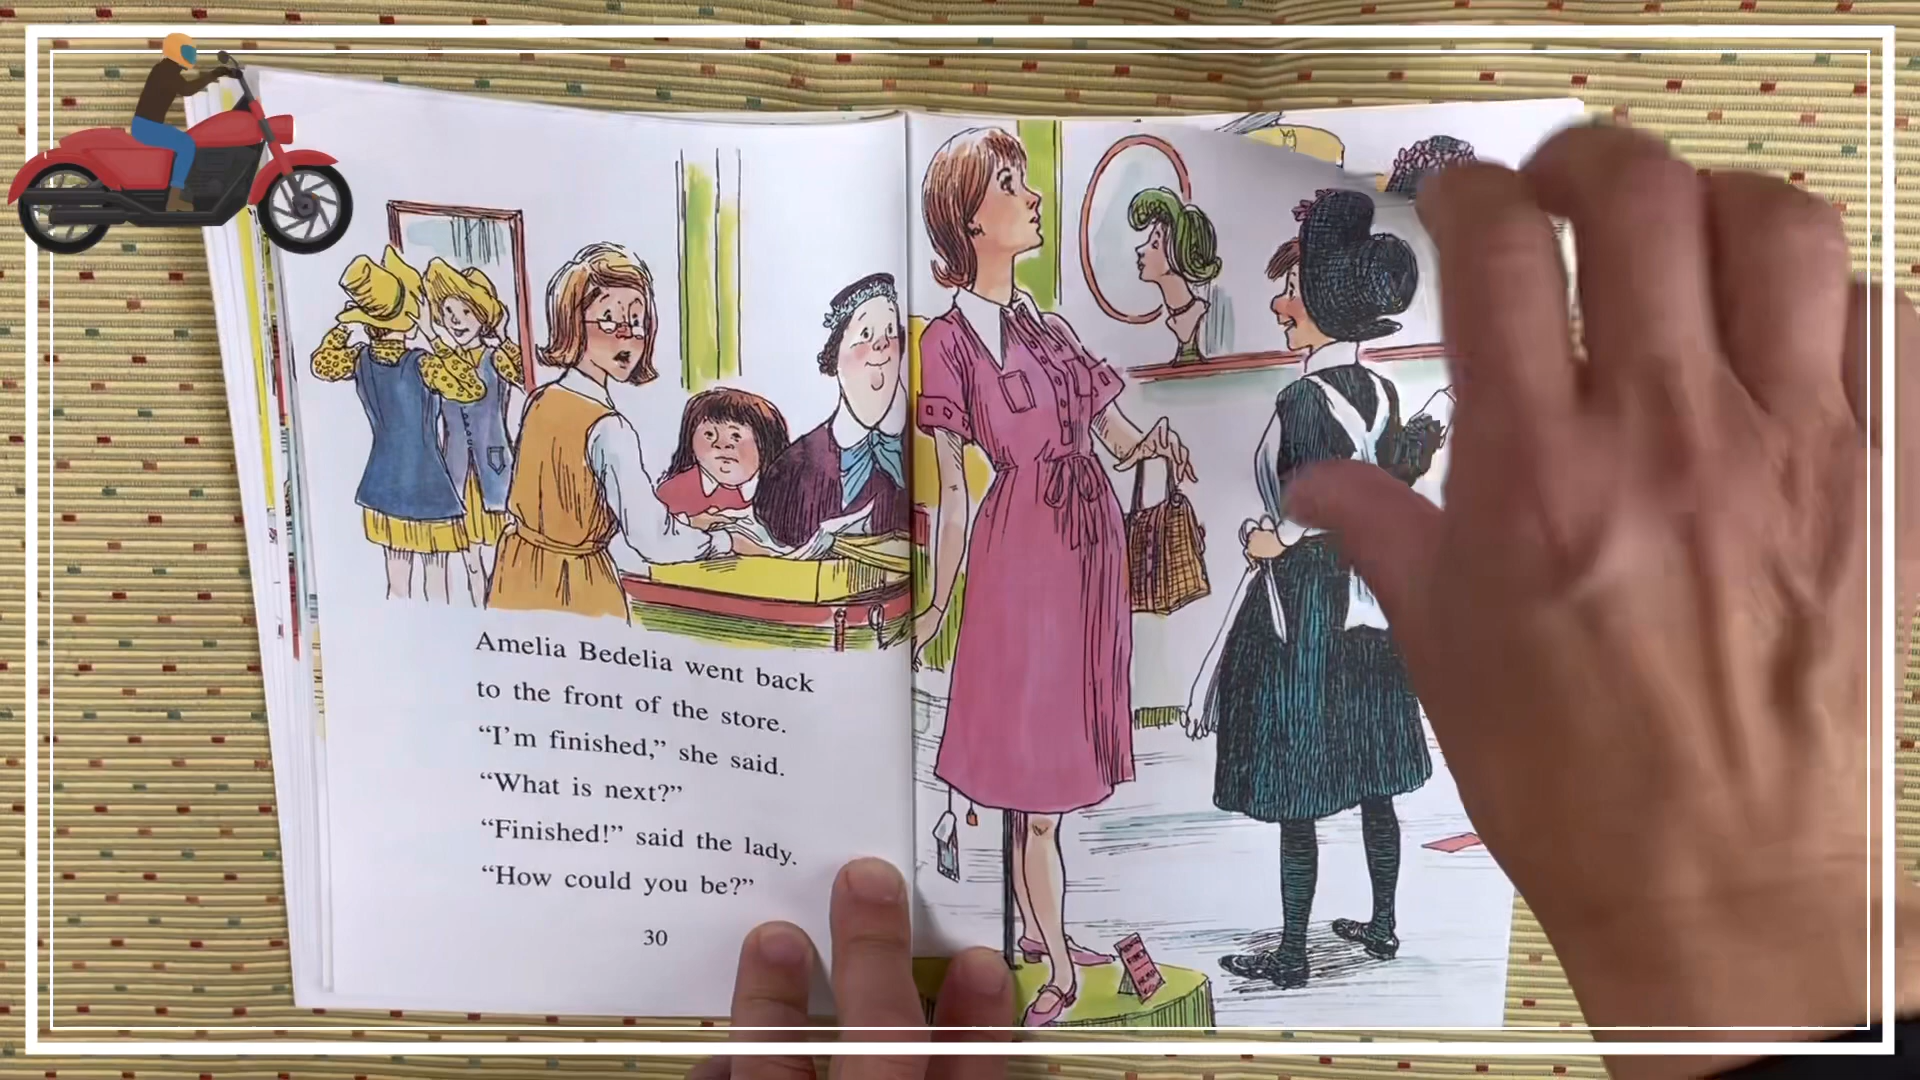 Amelia Bedelia went back
to the front of the store.
“I’m finished,” she said.
“What is next?”
“Finished!” said the lady.
“How could you be?”
30